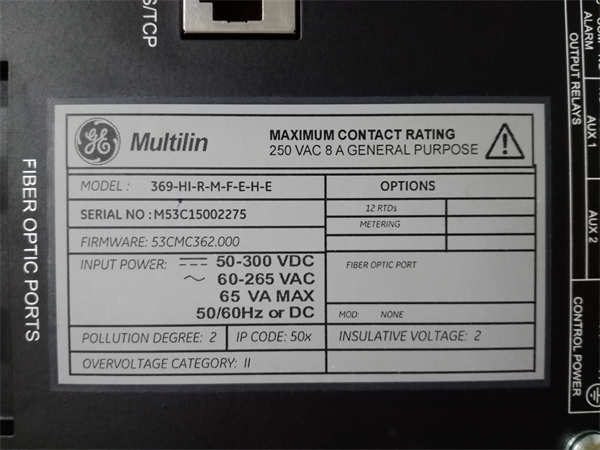 S/TCP
FIBER OPTIC PORTS
GE Multilin
MAXIMUM CONTACT RATING
250 VAC 8 A GENERAL PURPOSE
MODEL : 369-HI-R-M-F-E-H-E
OPTIONS
SERIAL NO : M53C15002275
12 RTDs
METERING
FIRMWARE: 53CMC362.000
INPUT POWER: 50-300 VDC
60-265 VAC
65 VA MAX
50/60Hz or DC
FIBER OPTIC PORT
MOD: NONE
POLLUTION DEGREE: 2
IP CODE: 50x
INSULATIVE VOLTAGE: 2
OVERVOLTAGE CATEGORY: II
ALARM
OUTPUT RELAYS
AUX 1
AUX 2
CONTROL POWER